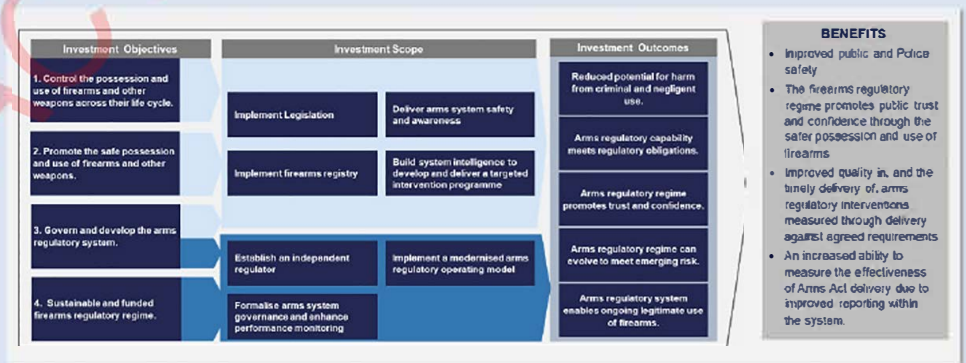 Investment Objectives
1. Control the possession and
use of firearms and other
weapons across their life cycle.
2. Promote the safe possession
and use of firearms and other
weapons.
3. Govern and develop the arms
regulatory system.
4. Sustainable and funded
firearms regulatory regime.
Investment Scope
Implement Legislation
Deliver arms system safety
and awareness
Implement firearms registry
Build system intelligence to
develop and deliver a targeted
intervention programme
Establish an independent
regulator
Implement a modernised arms
regulatory operating model
Formalise arms system
governance and enhance
performance monitoring
Investment Outcomes
Reduced potential for harm
from criminal and negligent
use.
Arms regulatory capability
meets regulatory obligations.
Arms regulatory regime
promotes trust and confidence.
Arms regulatory regime can
evolve to meet emerging risk.
Arms regulatory system
enables ongoing legitimate use
of firearms.
BENEFITS
• Improved public and Police
safety
• The firearms regulatory
regime promotes public trust
and confidence through the
safer possession and use of
firearms
• Improved quality in, and the
timely delivery of, arms
regulatory interventions
measured through delivery
against agreed requirements
• An increased ability to
measure the effectiveness
of Arms Act delivery due to
improved reporting within
the system.